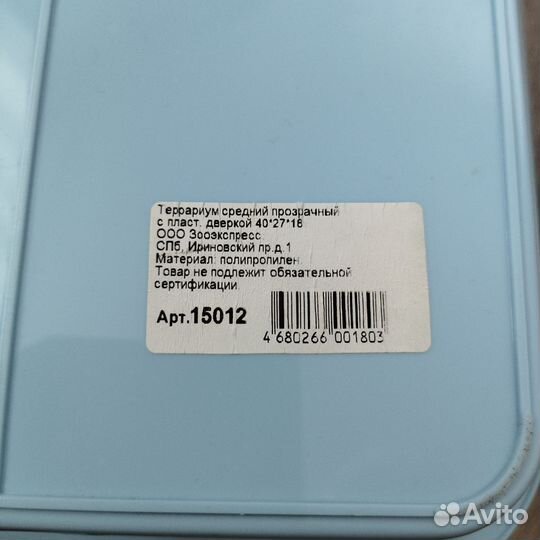 Террариум средний прозрачный
с пласт. дверкой 40*27*18
ООО Зооэкспресс
СПб, Ириновский пр.д.1
Материал: полипропилен.
Товар не подлежит обязательной
сертификации.
Арт.15012
4 680266 001803
Avito